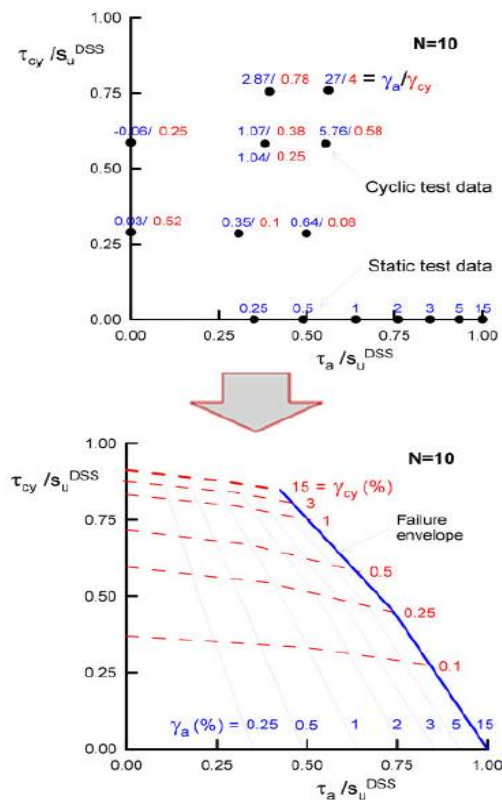 τcy /su^DSS
N=10
1.00
2.87/ 0.78 27/ 4 = γa/γcy
0.75
-0.06/ 0.25 1.07/ 0.38 5.76/ 0.58
1.04/ 0.25
0.50
Cyclic test data
0.03/ 0.52 0.35/ 0.1 0.64/ 0.08
0.25
Static test data
0.25 0.5 1 2 3 5 15
0.00
0.00 0.25 0.50 0.75 1.00
τa /su^DSS
1.00
N=10
τcy /su^DSS
15 = γcy (%)
3
0.75
1
Failure
envelope
0.5
0.50
0.25
0.25
0.1
γa (%) = 0.25 0.5 1 2 3 5 15
0.00
0.00 0.25 0.50 0.75 1.00
τa /su^DSS